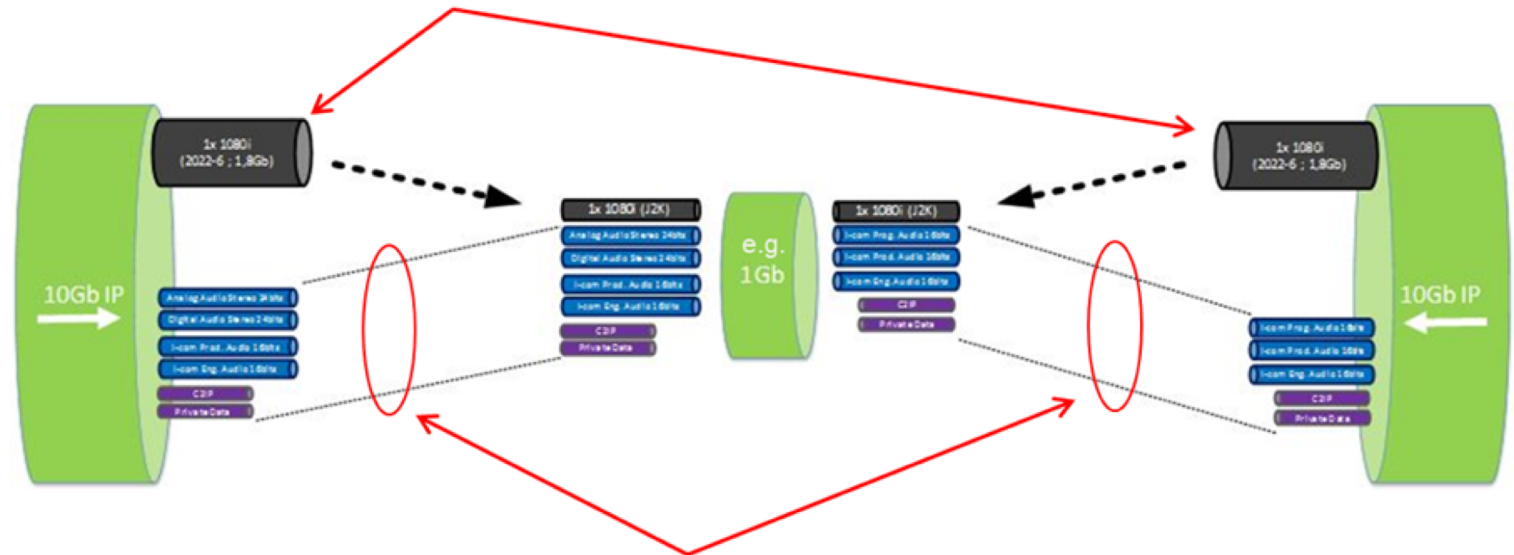 1x 1080i
(2022-6 ; 1,8Gb)
10Gb IP
Analog Audio Stereo 24bits
Digital Audio Stereo 24bits
I-com Prod. Audio 16bits
I-com Eng. Audio 16bits
C2IP
Private Data
1x 1080i (J2K)
Analog Audio Stereo 24bits
Digital Audio Stereo 24bits
I-com Prod. Audio 16bits
I-com Eng. Audio 16bits
C2IP
Private Data
e.g.
1Gb
1x 1080i (J2K)
I-com Prog. Audio 16bits
I-com Prod. Audio 16bits
I-com Eng. Audio 16bits
C2IP
Private Data
1x 1080i
(2022-6 ; 1,8Gb)
10Gb IP
I-com Prog. Audio 16bits
I-com Prod. Audio 16bits
I-com Eng. Audio 16bits
C2IP
Private Data